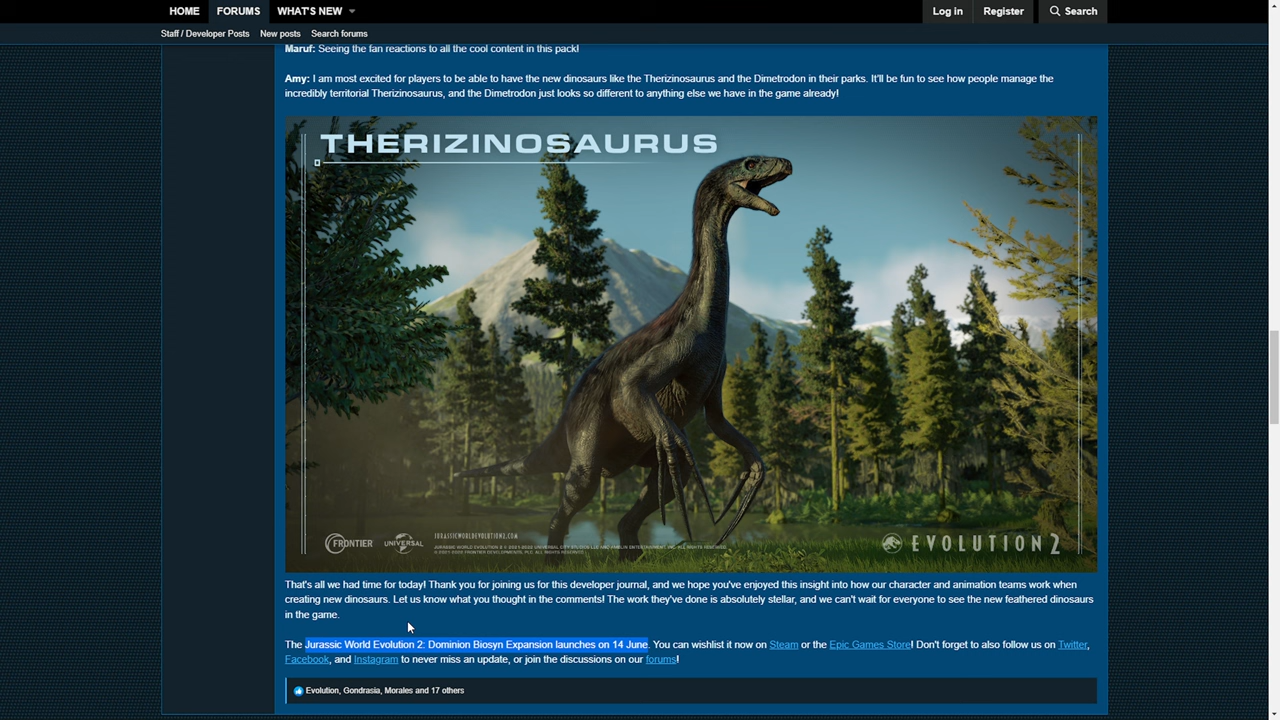 HOME FORUMS WHAT'S NEW Log in Register Search
Staff / Developer Posts New posts Search forums
Maruf: Seeing the fan reactions to all the cool content in this pack!
Amy: I am most excited for players to be able to have the new dinosaurs like the Therizinosaurus and the Dimetrodon in their parks. It'll be fun to see how people manage the
incredibly territorial Therizinosaurus, and the Dimetrodon just looks so different to anything else we have in the game already!
THERIZINOSAURUS
FRONTIER UNIVERSAL JURASSICWORLDEVOLUTION2.COM
EVOLUTION 2
That's all we had time for today! Thank you for joining us for this developer journal, and we hope you've enjoyed this insight into how our character and animation teams work when
creating new dinosaurs. Let us know what you thought in the comments! The work they've done is absolutely stellar, and we can't wait for everyone to see the new feathered dinosaurs
in the game.
The Jurassic World Evolution 2: Dominion Biosyn Expansion launches on 14 June. You can wishlist it now on Steam or the Epic Games Store! Don't forget to also follow us on Twitter,
Facebook, and Instagram to never miss an update, or join the discussions on our forums!
Evolution, Gondrasia, Morales and 17 others